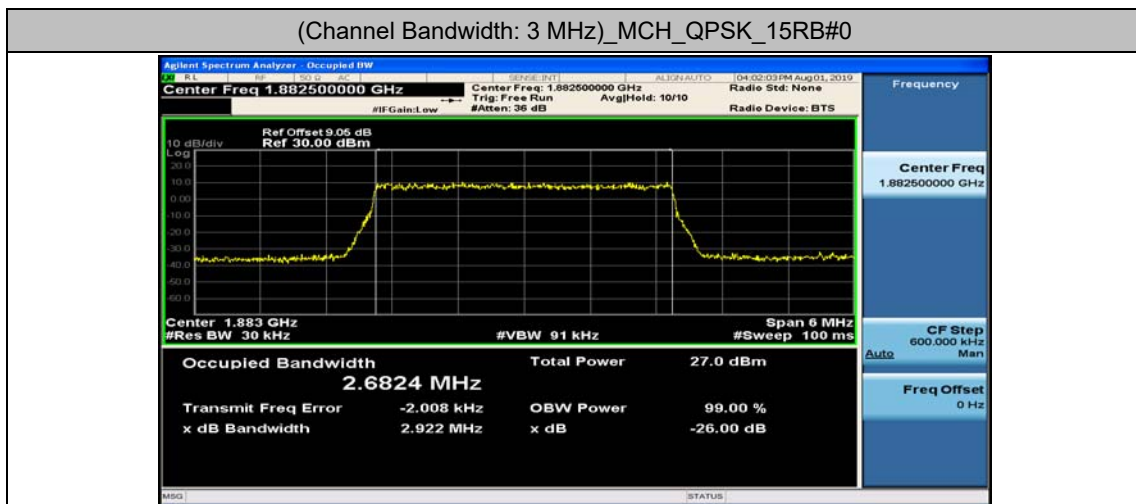 (Channel Bandwidth: 3 MHz)_MCH_QPSK_15RB#0
Agilent Spectrum Analyzer - Occupied BW
RL RF 50 Ω AC SENSE:INT ALIGN AUTO 04:02:03 PM Aug 01, 2019
Center Freq 1.882500000 GHz
Center Freq: 1.882500000 GHz
Radio Std: None
Trig: Free Run Avg|Hold: 10/10
#IFGain:Low #Atten: 36 dB Radio Device: BTS
Ref Offset 9.05 dB
10 dB/div Ref 30.00 dBm
Log
20.0
10.0
0.00
-10.0
-20.0
-30.0
-40.0
-50.0
-60.0
Center 1.883 GHz Span 6 MHz
#Res BW 30 kHz #VBW 91 kHz #Sweep 100 ms
Occupied Bandwidth Total Power 27.0 dBm
2.6824 MHz
Transmit Freq Error -2.008 kHz OBW Power 99.00 %
x dB Bandwidth 2.922 MHz x dB -26.00 dB
MSG STATUS
Frequency
Center Freq
1.882500000 GHz
CF Step
600.000 kHz
Auto Man
Freq Offset
0 Hz